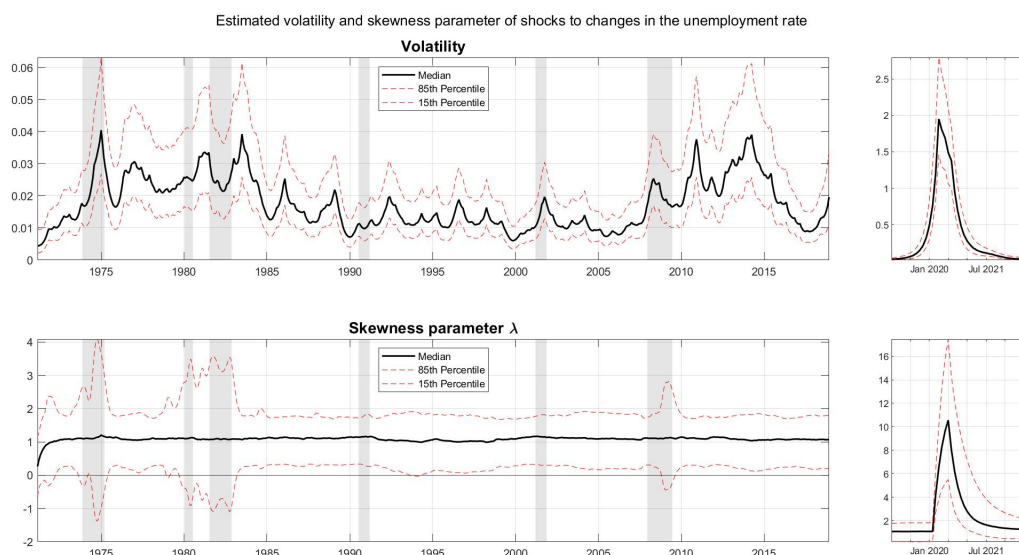 Estimated volatility and skewness parameter of shocks to changes in the unemployment rate
Volatility
Median
85th Percentile
15th Percentile
0.06
0.05
0.04
0.03
0.02
0.01
0
1975 1980 1985 1990 1995 2000 2005 2010 2015
2.5
2
1.5
1
0.5
Jan 2020 Jul 2021
Skewness parameter λ
Median
85th Percentile
15th Percentile
4
3
2
1
0
-1
-2
1975 1980 1985 1990 1995 2000 2005 2010 2015
16
14
12
10
8
6
4
2
Jan 2020 Jul 2021